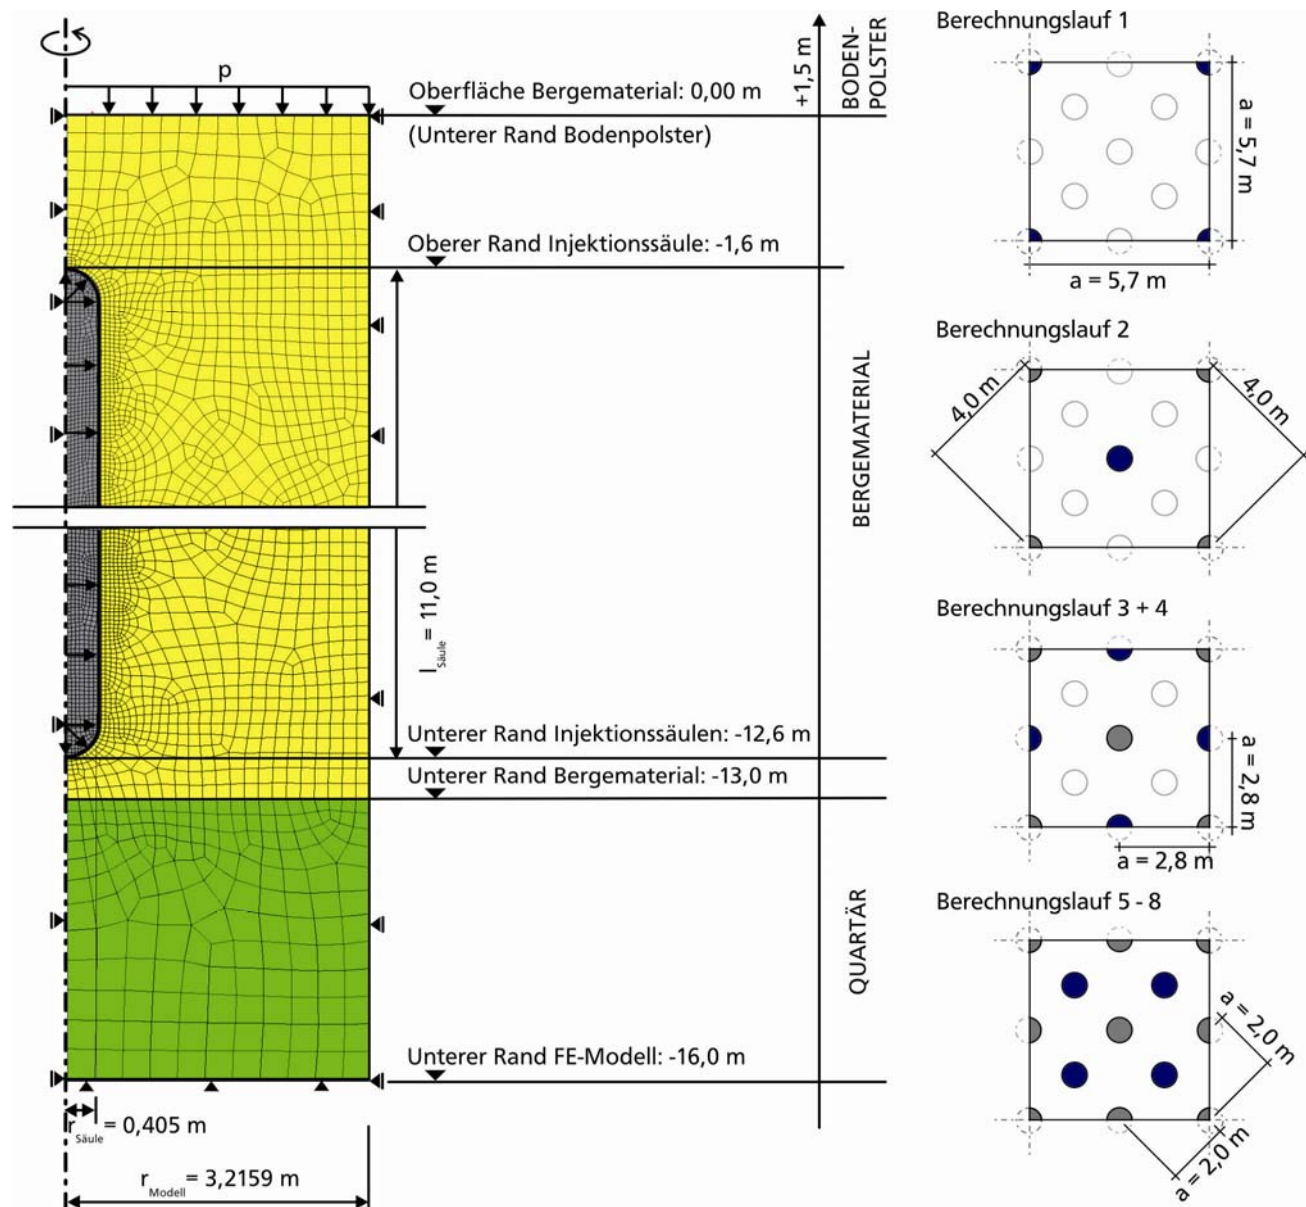 p
Oberfläche Bergematerial: 0,00 m
(Unterer Rand Bodenpolster)
Oberer Rand Injektionssäule: -1,6 m
l Säule = 11,0 m
Unterer Rand Injektionssäulen: -12,6 m
Unterer Rand Bergematerial: -13,0 m
Unterer Rand FE-Modell: -16,0 m
r Säule = 0,405 m
r Modell = 3,2159 m
+1,5 m
BODEN-
POLSTER
BERGEMATERIAL
QUARTÄR
Berechnungslauf 1
a = 5,7 m
a = 5,7 m
Berechnungslauf 2
4,0 m
4,0 m
Berechnungslauf 3 + 4
a = 2,8 m
a = 2,8 m
Berechnungslauf 5 - 8
a = 2,0 m
a = 2,0 m